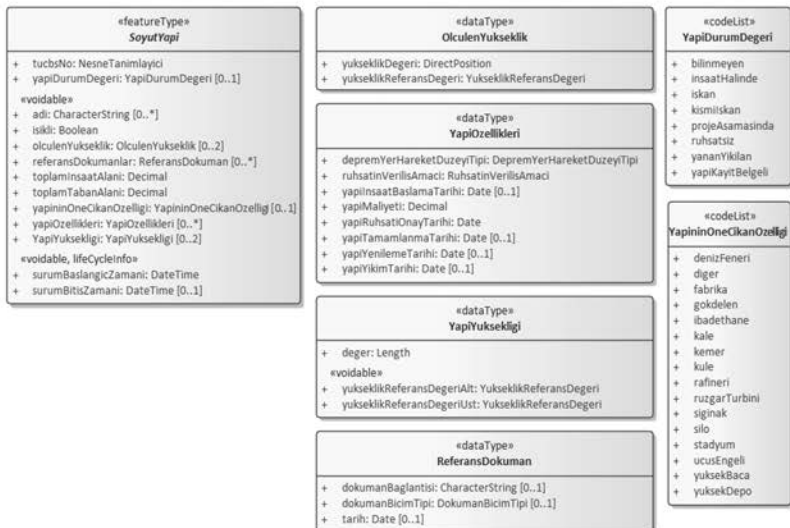 «featureType»
SoyutYapi
+ tucbsNo: NesneTanimlayici
+ yapiDurumDegeri: YapiDurumDegeri [0..1]
«voidable»
+ adi: CharacterString [0..*]
+ isikli: Boolean
+ olculenYukseklik: OlculenYukseklik [0..2]
+ referansDokumanlar: ReferansDokuman [0..*]
+ toplamInsaatAlani: Decimal
+ toplamTabanAlani: Decimal
+ yapininOneCikanOzelligi: YapininOneCikanOzelligi [0..1]
+ yapiOzellikleri: YapiOzellikleri [0..*]
+ YapiYuksekligi: YapiYuksekligi [0..2]
«voidable, lifeCycleInfo»
+ surumBaslangicZamani: DateTime
+ surumBitisZamani: DateTime [0..1]
«dataType»
OlculenYukseklik
+ yukseklikDegeri: DirectPosition
+ yukseklikReferansDegeri: YukseklikReferansDegeri
«dataType»
YapiOzellikleri
+ depremYerHareketDuzeyiTipi: DepremYerHareketDuzeyiTipi
+ ruhsatinVerilisAmaci: RuhsatinVerilisAmaci
+ yapiInsaatBaslamaTarihi: Date [0..1]
+ yapiMaliyeti: Decimal
+ yapiRuhsatiOnayTarihi: Date
+ yapiTamamlanmaTarihi: Date [0..1]
+ yapiYenilemeTarihi: Date [0..1]
+ yapiYikimTarihi: Date [0..1]
«dataType»
YapiYuksekligi
+ deger: Length
«voidable»
+ yukseklikReferansDegeriAlt: YukseklikReferansDegeri
+ yukseklikReferansDegeriUst: YukseklikReferansDegeri
«dataType»
ReferansDokuman
+ dokumanBaglantisi: CharacterString [0..1]
+ dokumanBicimTipi: DokumanBicimTipi [0..1]
+ tarih: Date [0..1]
«codeList»
YapiDurumDegeri
+ bilinmeyen
+ insaatHalinde
+ iskan
+ kismiIskan
+ projeAsamasinda
+ ruhsatsiz
+ yananYikilan
+ yapiKayitBelgeli
«codeList»
YapininOneCikanOzelligi
+ denizFeneri
+ diger
+ fabrika
+ gokdelen
+ ibadethane
+ kale
+ kemer
+ kule
+ rafineri
+ ruzgarTurbini
+ siginak
+ silo
+ stadyum
+ ucusEngeli
+ yuksekBaca
+ yuksekDepo